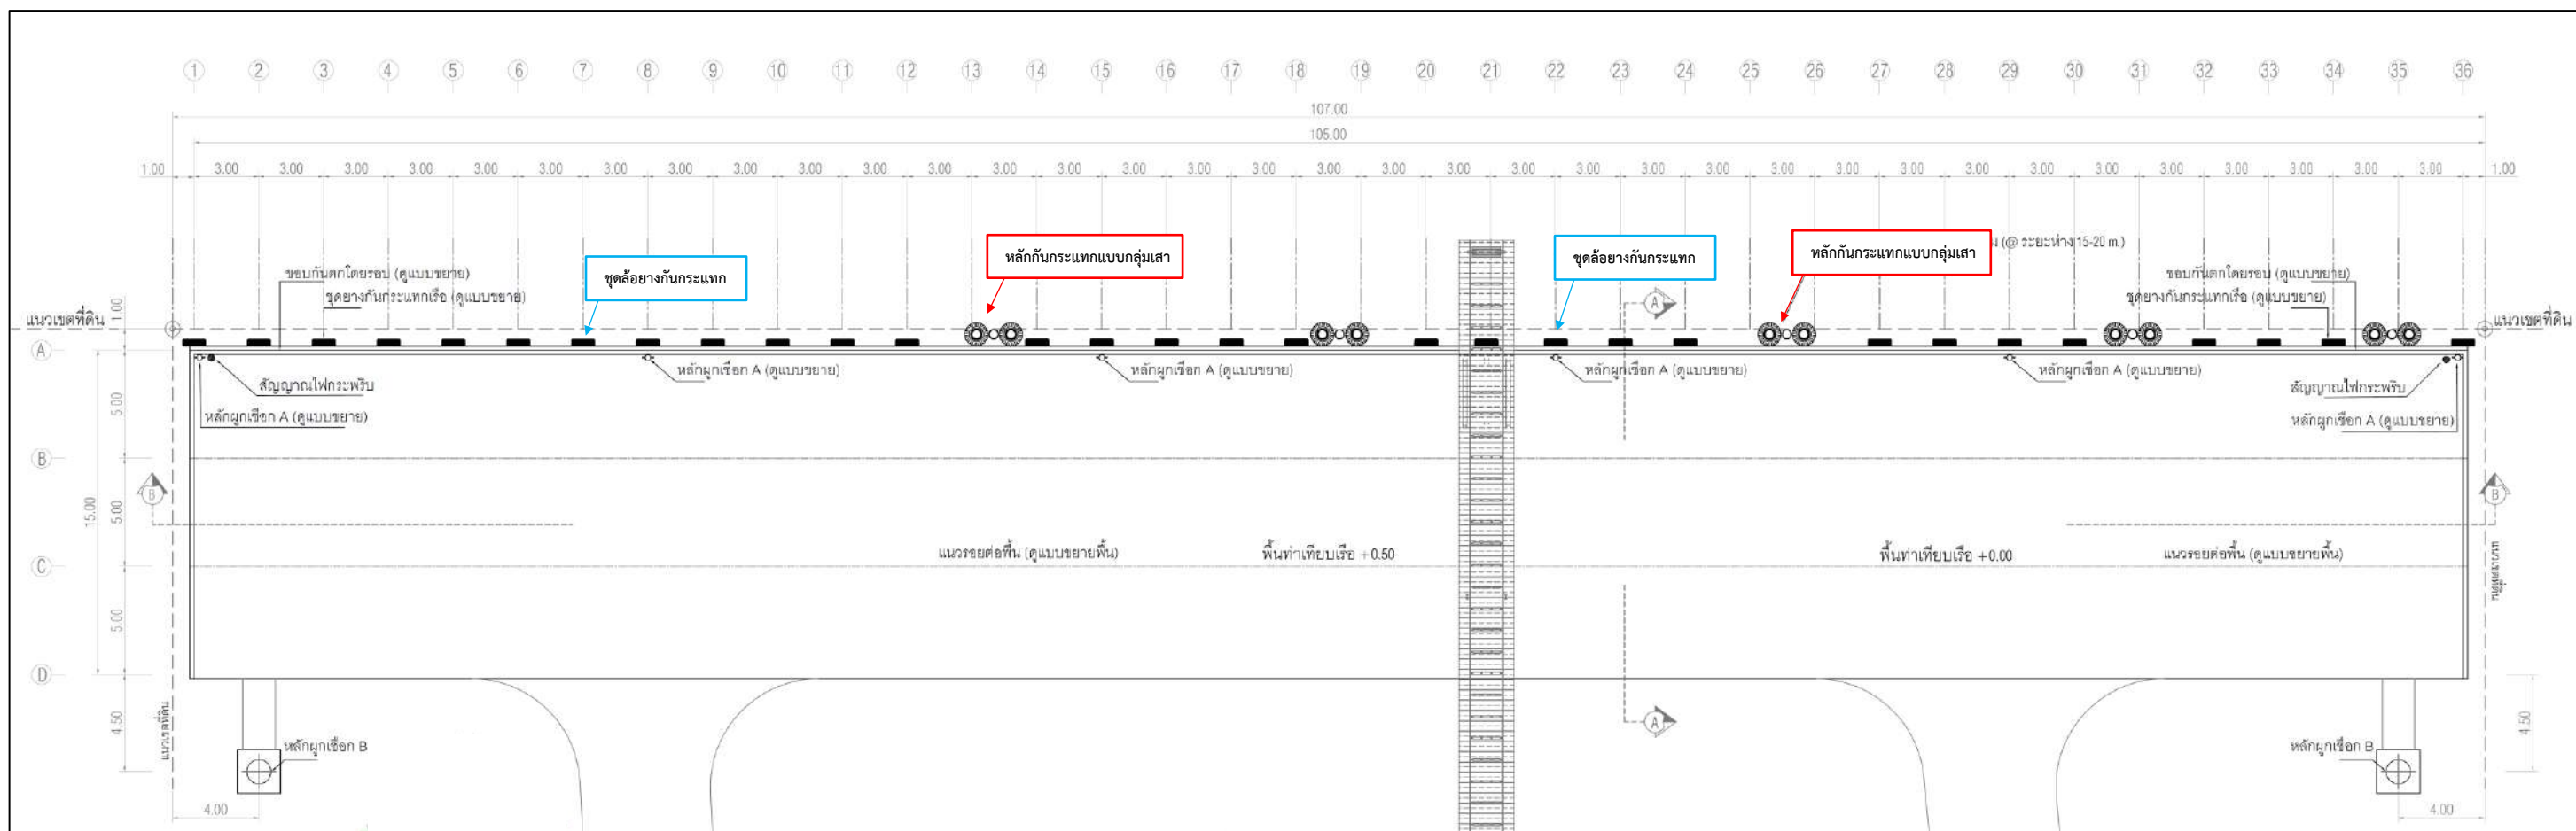 1 2 3 4 5 6 7 8 9 10 11 12 13 14 15 16 17 18 19 20 21 22 23 24 25 26 27 28 29 30 31 32 33 34 35 36
107.00
105.00
1.00 3.00 3.00 3.00 3.00 3.00 3.00 3.00 3.00 3.00 3.00 3.00 3.00 3.00 3.00 3.00 3.00 3.00 3.00 3.00 3.00 3.00 3.00 3.00 3.00 3.00 3.00 3.00 3.00 3.00 3.00 3.00 3.00 3.00 3.00 3.00 1.00
ชุดล้อยางกันกระแทก
หลักกันกระแทกแบบกลุ่มเสา
ชุดล้อยางกันกระแทก
หลักกันกระแทกแบบกลุ่มเสา
(@ ระยะห่าง 15-20 m.)
ขอบกันตกโดยรอบ (ดูแบบขยาย)
ชุดยางกันกระแทกเรือ (ดูแบบขยาย)
ขอบกันตกโดยรอบ (ดูแบบขยาย)
ชุดยางกันกระแทกเรือ (ดูแบบขยาย)
แนวเขตที่ดิน
1.00
A
แนวเขตที่ดิน
A
หลักผูกเชือก A (ดูแบบขยาย)
หลักผูกเชือก A (ดูแบบขยาย)
หลักผูกเชือก A (ดูแบบขยาย)
หลักผูกเชือก A (ดูแบบขยาย)
สัญญาณไฟกระพริบ
สัญญาณไฟกระพริบ
5.00
หลักผูกเชือก A (ดูแบบขยาย)
หลักผูกเชือก A (ดูแบบขยาย)
B
B
B
15.00
5.00
แนวรอยต่อพื้น (ดูแบบขยายพื้น)
พื้นท่าเทียบเรือ +0.50
พื้นท่าเทียบเรือ +0.00
แนวรอยต่อพื้น (ดูแบบขยายพื้น)
C
แนวเขตที่ดิน
5.00
D
4.50
แนวเขตที่ดิน
A
4.50
หลักผูกเชือก B
หลักผูกเชือก B
4.00
4.00